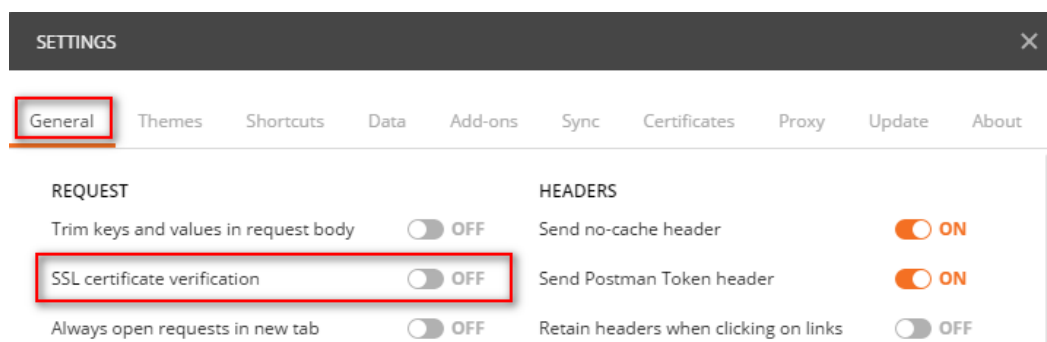 SETTINGS
General Themes Shortcuts Data Add-ons Sync Certificates Proxy Update About
REQUEST HEADERS
Trim keys and values in request body OFF Send no-cache header ON
SSL certificate verification OFF Send Postman Token header ON
Always open requests in new tab OFF Retain headers when clicking on links OFF